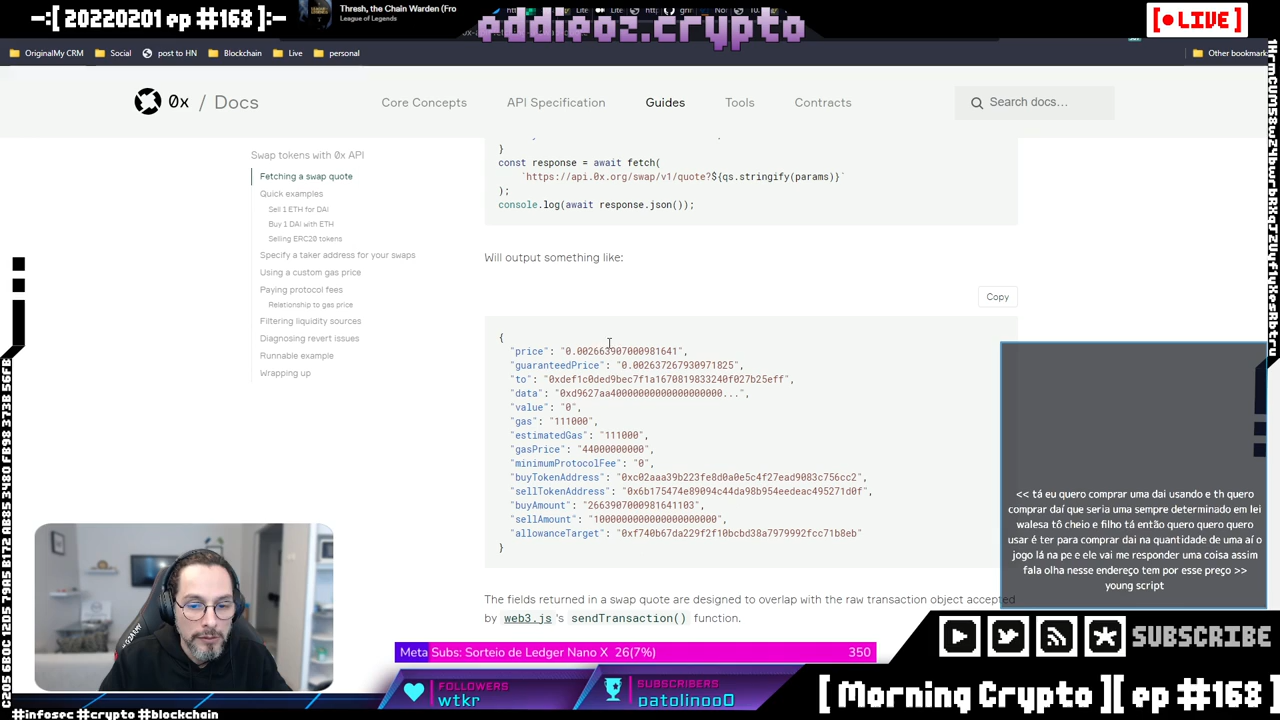 -:[ 20220201 ep #168 ]:-
Thresh, the Chain Warden (Fro
League of Legends
oddie0z.crypto
[ LIVE ]
OriginalMy CRM
Social
post to HN
Blockchain
Live
personal
Other bookmark
0x / Docs
Core Concepts
API Specification
Guides
Tools
Contracts
Search docs...
Swap tokens with 0x API
Fetching a swap quote
Quick examples
Sell 1 ETH for DAI
Buy 1 DAI with ETH
Selling ERC20 tokens
Specify a taker address for your swaps
Using a custom gas price
Paying protocol fees
Relationship to gas price
Filtering liquidity sources
Diagnosing revert issues
Runnable example
Wrapping up
}
const response = await fetch(
`https://api.0x.org/swap/v1/quote?${qs.stringify(params)}`
);
console.log(await response.json());
Will output something like:
Copy
{
"price": "0.002663907000981641",
"guaranteedPrice": "0.002637267930971825",
"to": "0xdef1c0ded9bec7f1a1670819833240f027b25eff",
"data": "0xd9627aa40000000000000000000...",
"value": "0",
"gas": "111000",
"estimatedGas": "111000",
"gasPrice": "44000000000",
"minimumProtocolFee": "0",
"buyTokenAddress": "0xc02aaa39b223fe8d0a0e5c4f27ead9083c756cc2",
"sellTokenAddress": "0x6b175474e89094c44da98b954eedeac495271d0f",
"buyAmount": "2663907000981641103",
"sellAmount": "1000000000000000000000",
"allowanceTarget": "0xf740b67da229f2f10bcbd38a7979992fcc71b8eb"
}
The fields returned in a swap quote are designed to overlap with the raw transaction object accepted
by web3.js 's sendTransaction() function.
<< tá eu quero comprar uma dai usando e th quero
comprar daí que seria uma sempre determinado em lei
walesa tô cheio e filho tá então quero quero quero
usar é ter para comprar dai na quantidade de uma aí o
jogo lá na pe e ele vai me responder uma coisa assim
fala olha nesse endereço tem por esse preço >>
young script
Meta Subs: Sorteio de Ledger Nano X 26(7%)
350
FOLLOWERS
wtkr
SUBSCRIBERS
patolinoo0
SUBSCRIBE
[ Morning Crypto ][ ep #168 ]
#infosec #crypto #blockchain